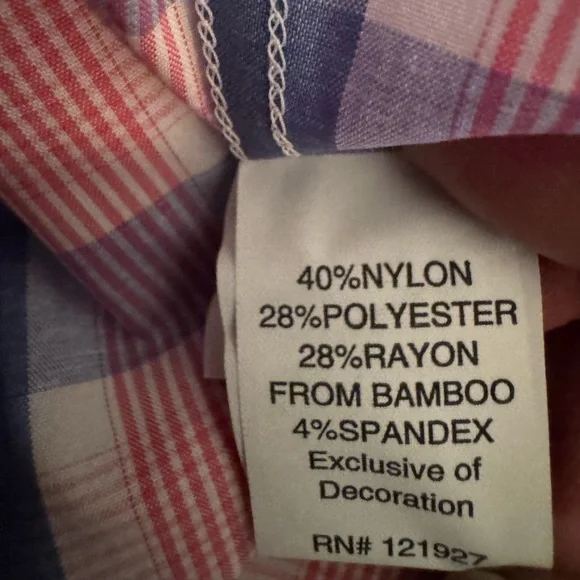 40%NYLON
28%POLYESTER
28%RAYON
FROM BAMBOO
4%SPANDEX
Exclusive of
Decoration
RN# 121927